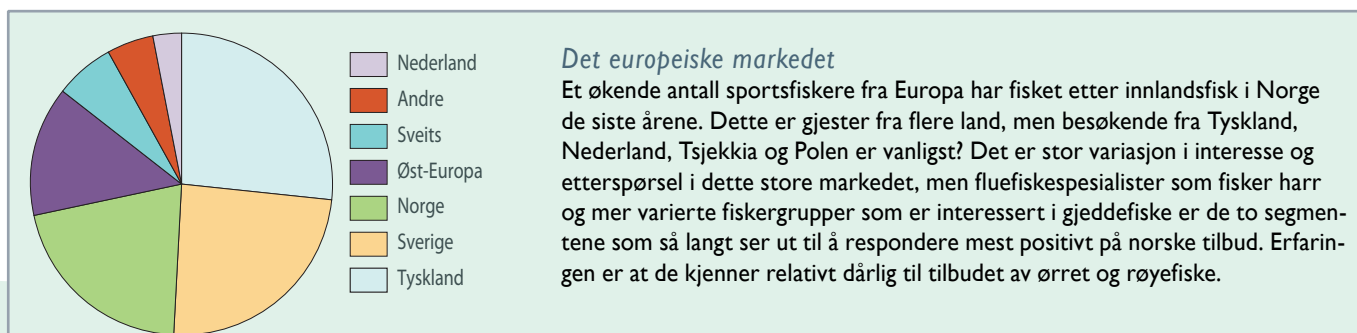 Nederland
Andre
Sveits
Øst-Europa
Norge
Sverige
Tyskland
Det europeiske markedet
Et økende antall sportsfiskere fra Europa har fisket etter innlandsfisk i Norge
de siste årene. Dette er gjester fra flere land, men besøkende fra Tyskland,
Nederland, Tsjekkia og Polen er vanligst? Det er stor variasjon i interesse og
etterspørsel i dette store markedet, men fluefiskespesialister som fisker harr
og mer varierte fiskergrupper som er interessert i gjeddefiske er de to segmen-
tene som så langt ser ut til å respondere mest positivt på norske tilbud. Erfarin-
gen er at de kjenner relativt dårlig til tilbudet av ørret og røyefiske.